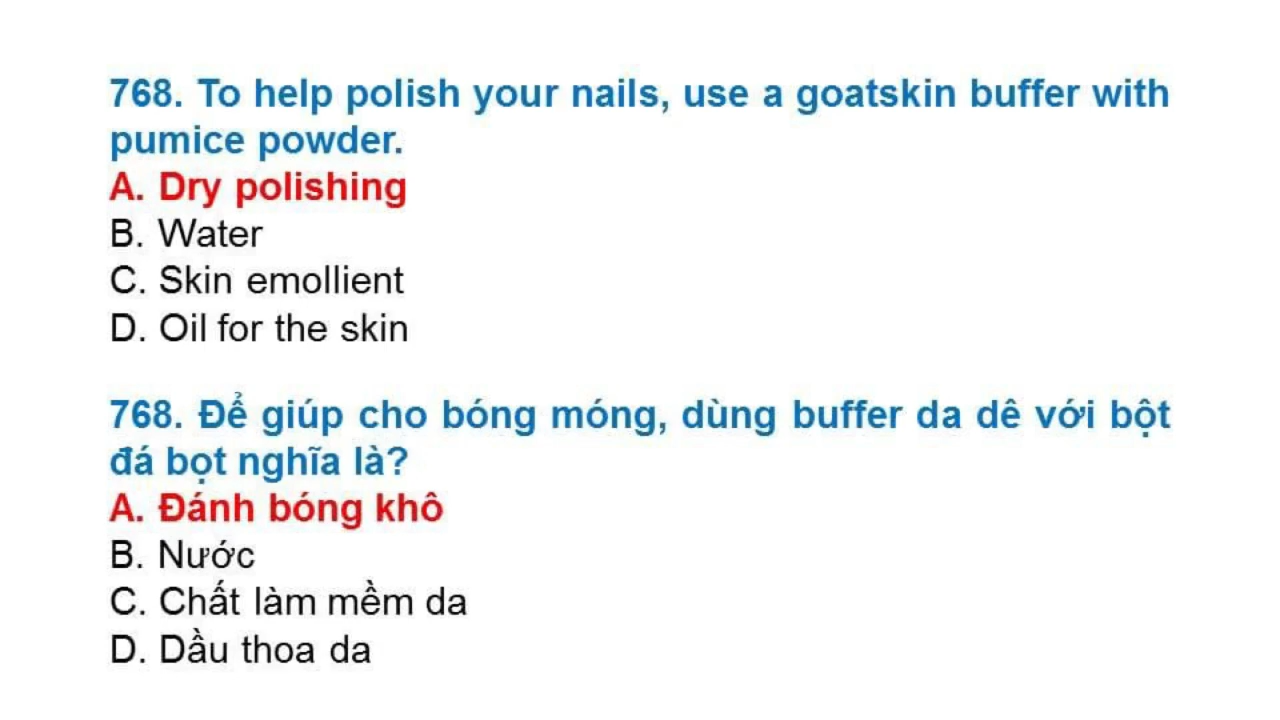 768. To help polish your nails, use a goatskin buffer with
pumice powder.
A. Dry polishing
B. Water
C. Skin emollient
D. Oil for the skin
768. Để giúp cho bóng móng, dùng buffer da dê với bột
đá bọt nghĩa là?
A. Đánh bóng khô
B. Nước
C. Chất làm mềm da
D. Dầu thoa da